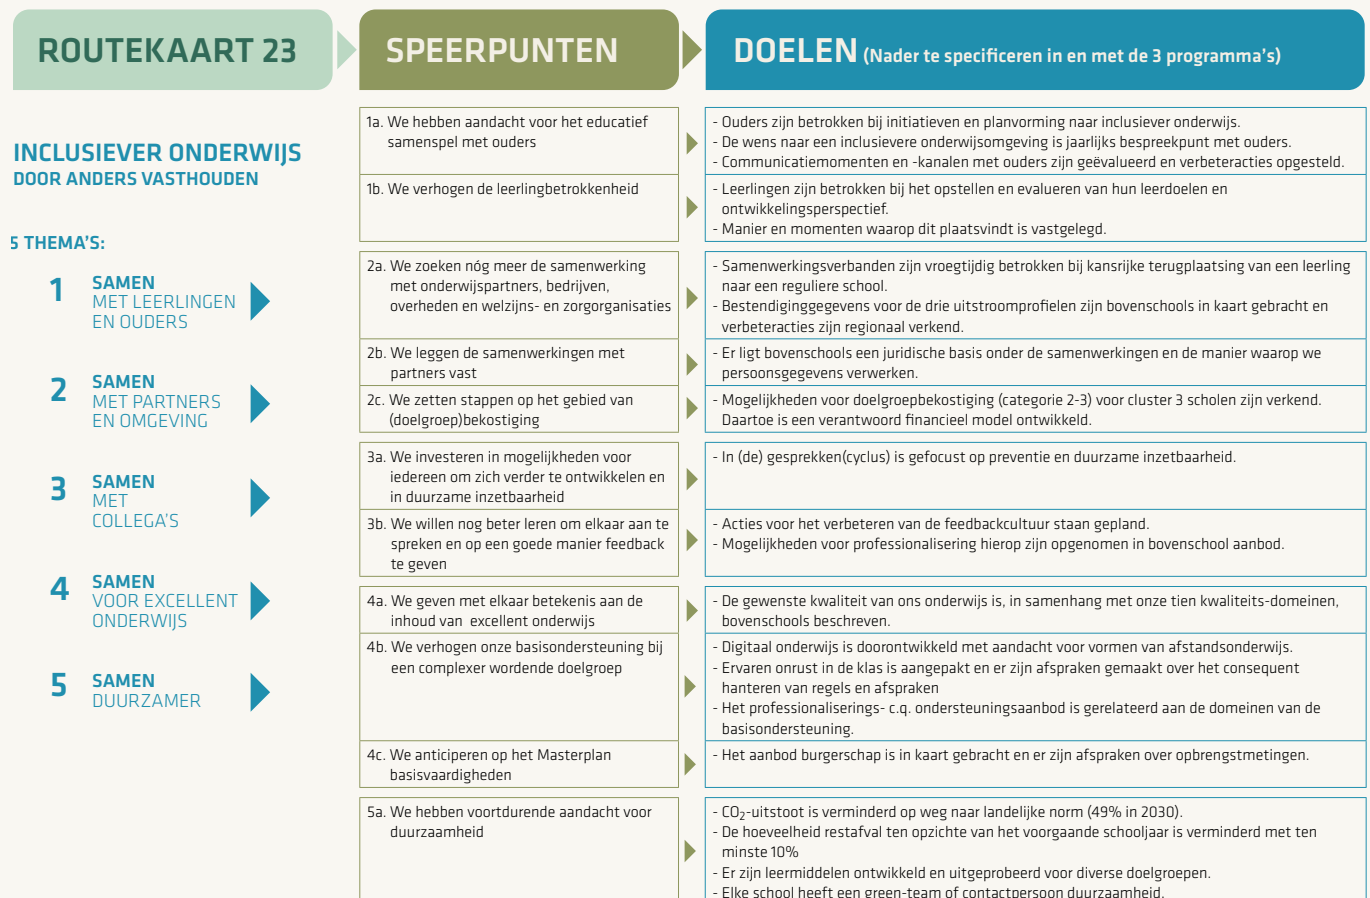 ROUTEKAART 23
SPEERPUNTEN
DOELEN (Nader te specificeren in en met de 3 programma's)
INCLUSIEVER ONDERWIJS
DOOR ANDERS VASTHOUDEN
5 THEMA'S:
1 SAMEN
MET LEERLINGEN
EN OUDERS
2 SAMEN
MET PARTNERS
EN OMGEVING
3 SAMEN
MET
COLLEGA'S
4 SAMEN
VOOR EXCELLENT
ONDERWIJS
5 SAMEN
DUURZAMER
1a. We hebben aandacht voor het educatief
samenspel met ouders
- Ouders zijn betrokken bij initiatieven en planvorming naar inclusiever onderwijs.
- De wens naar een inclusievere onderwijsomgeving is jaarlijks bespreekpunt met ouders.
- Communicatiemomenten en -kanalen met ouders zijn geëvalueerd en verbeteracties opgesteld.
1b. We verhogen de leerlingbetrokkenheid
- Leerlingen zijn betrokken bij het opstellen en evalueren van hun leerdoelen en
ontwikkelingsperspectief.
- Manier en momenten waarop dit plaatsvindt is vastgelegd.
2a. We zoeken nóg meer de samenwerking
met onderwijspartners, bedrijven,
overheden en welzijns- en zorgorganisaties
- Samenwerkingsverbanden zijn vroegtijdig betrokken bij kansrijke terugplaatsing van een leerling
naar een reguliere school.
- Bestendiginggegevens voor de drie uitstroomprofielen zijn bovenschools in kaart gebracht en
verbeteracties zijn regionaal verkend.
2b. We leggen de samenwerkingen met
partners vast
- Er ligt bovenschools een juridische basis onder de samenwerkingen en de manier waarop we
persoonsgegevens verwerken.
2c. We zetten stappen op het gebied van
(doelgroep)bekostiging
- Mogelijkheden voor doelgroepbekostiging (categorie 2-3) voor cluster 3 scholen zijn verkend.
Daartoe is een verantwoord financieel model ontwikkeld.
3a. We investeren in mogelijkheden voor
iedereen om zich verder te ontwikkelen en
in duurzame inzetbaarheid
- In (de) gesprekken(cyclus) is gefocust op preventie en duurzame inzetbaarheid.
3b. We willen nog beter leren om elkaar aan te
spreken en op een goede manier feedback
te geven
- Acties voor het verbeteren van de feedbackcultuur staan gepland.
- Mogelijkheden voor professionalisering hierop zijn opgenomen in bovenschool aanbod.
4a. We geven met elkaar betekenis aan de
inhoud van excellent onderwijs
- De gewenste kwaliteit van ons onderwijs is, in samenhang met onze tien kwaliteits-domeinen,
bovenschools beschreven.
4b. We verhogen onze basisondersteuning bij
een complexer wordende doelgroep
- Digitaal onderwijs is doorontwikkeld met aandacht voor vormen van afstandsonderwijs.
- Ervaren onrust in de klas is aangepakt en er zijn afspraken gemaakt over het consequent
hanteren van regels en afspraken
- Het professionaliserings- c.q. ondersteuningsaanbod is gerelateerd aan de domeinen van de
basisondersteuning.
4c. We anticiperen op het Masterplan
basisvaardigheden
- Het aanbod burgerschap is in kaart gebracht en er zijn afspraken over opbrengstmetingen.
5a. We hebben voortdurende aandacht voor
duurzaamheid
- CO₂-uitstoot is verminderd op weg naar landelijke norm (49% in 2030).
- De hoeveelheid restafval ten opzichte van het voorgaande schooljaar is verminderd met ten
minste 10%
- Er zijn leermiddelen ontwikkeld en uitgeprobeerd voor diverse doelgroepen.
- Elke school heeft een green-team of contactpersoon duurzaamheid.